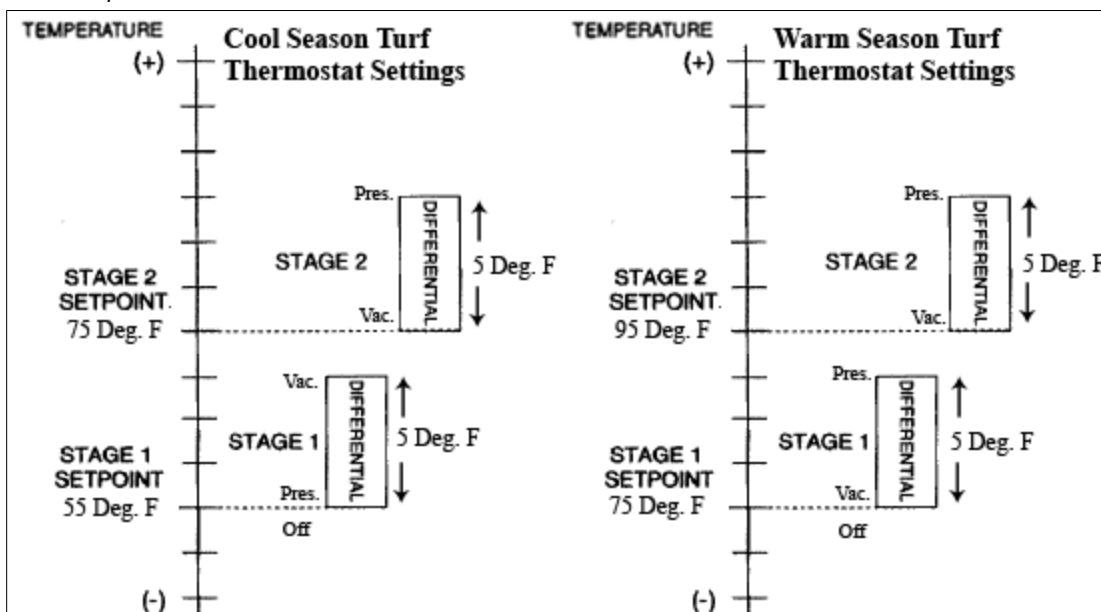 TEMPERATURE
(+)
Cool Season Turf
Thermostat Settings
Pres.
DIFFERENTIAL
STAGE 2
5 Deg. F
STAGE 2
SETPOINT.
75 Deg. F
Vac.
Vac.
DIFFERENTIAL
STAGE 1
5 Deg. F
STAGE 1
SETPOINT
55 Deg. F
Pres.
Off
(-)
TEMPERATURE
(+)
Warm Season Turf
Thermostat Settings
Pres.
DIFFERENTIAL
STAGE 2
5 Deg. F
STAGE 2
SETPOINT
95 Deg. F
Vac.
Pres.
DIFFERENTIAL
STAGE 1
5 Deg. F
STAGE 1
SETPOINT
75 Deg. F
Vac.
Off
(-)